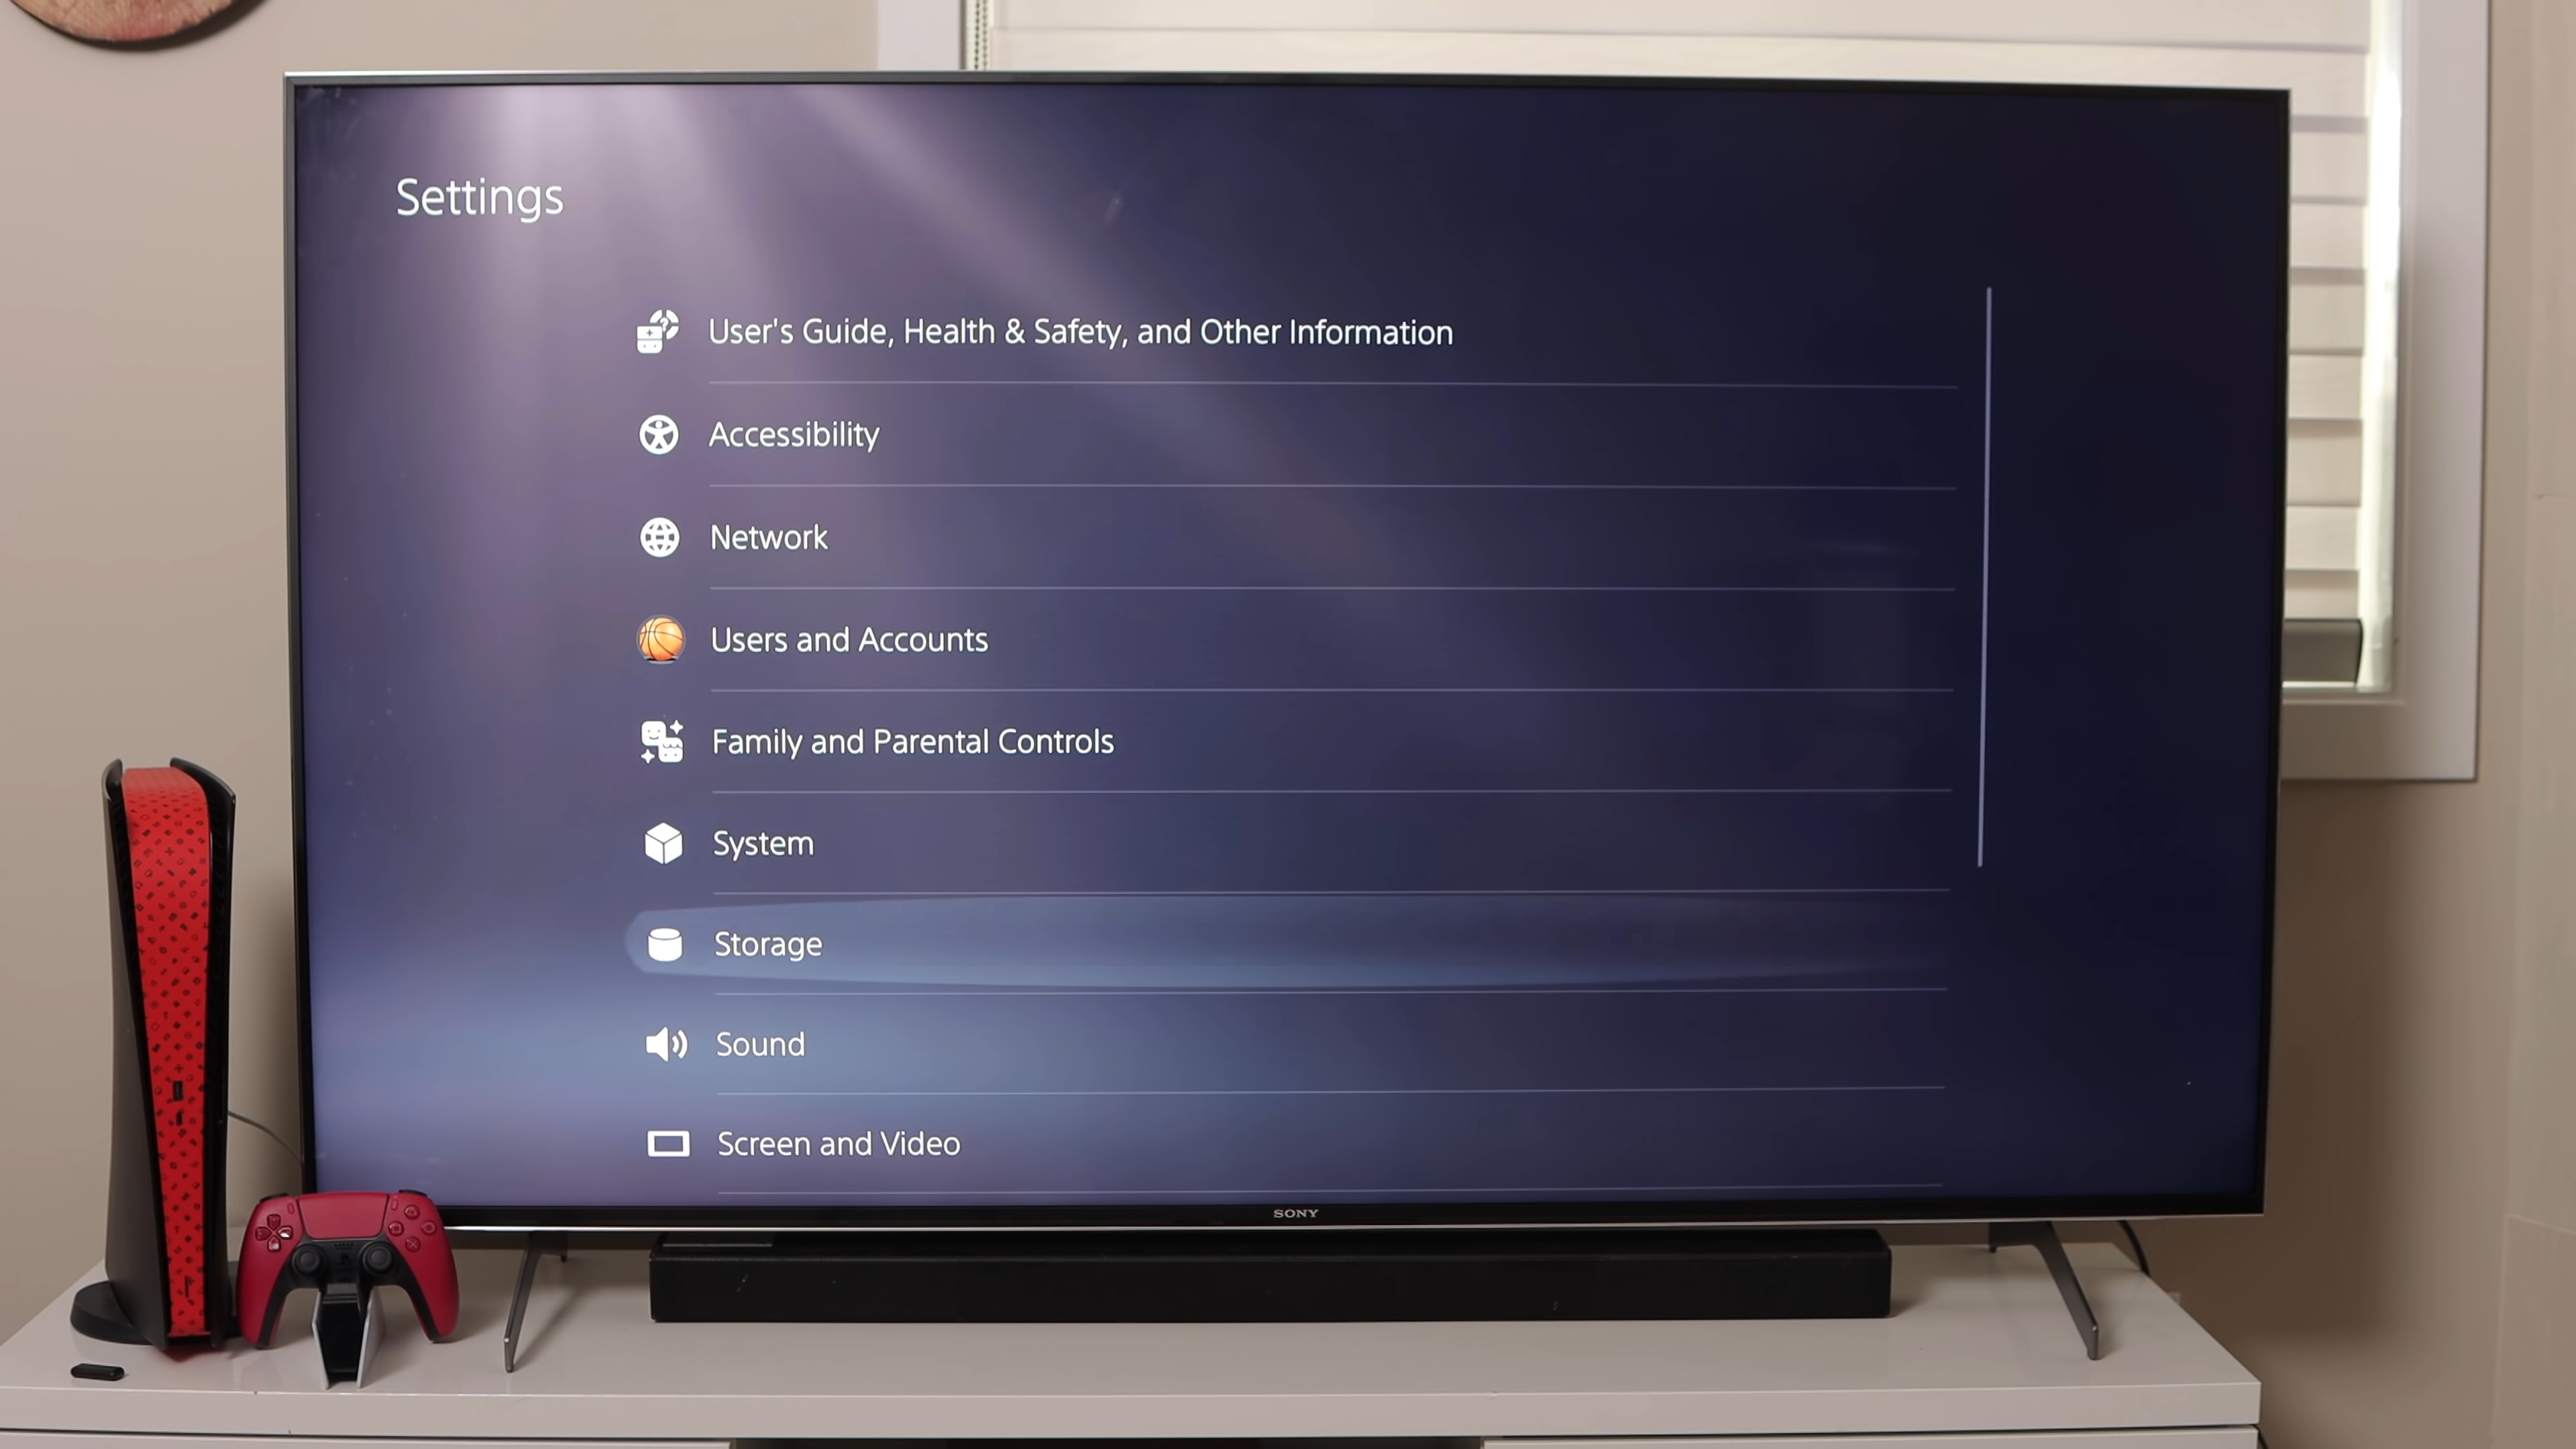 Settings
User's Guide, Health & Safety, and Other Information
Accessibility
Network
Users and Accounts
Family and Parental Controls
System
Storage
Sound
Screen and Video
SONY